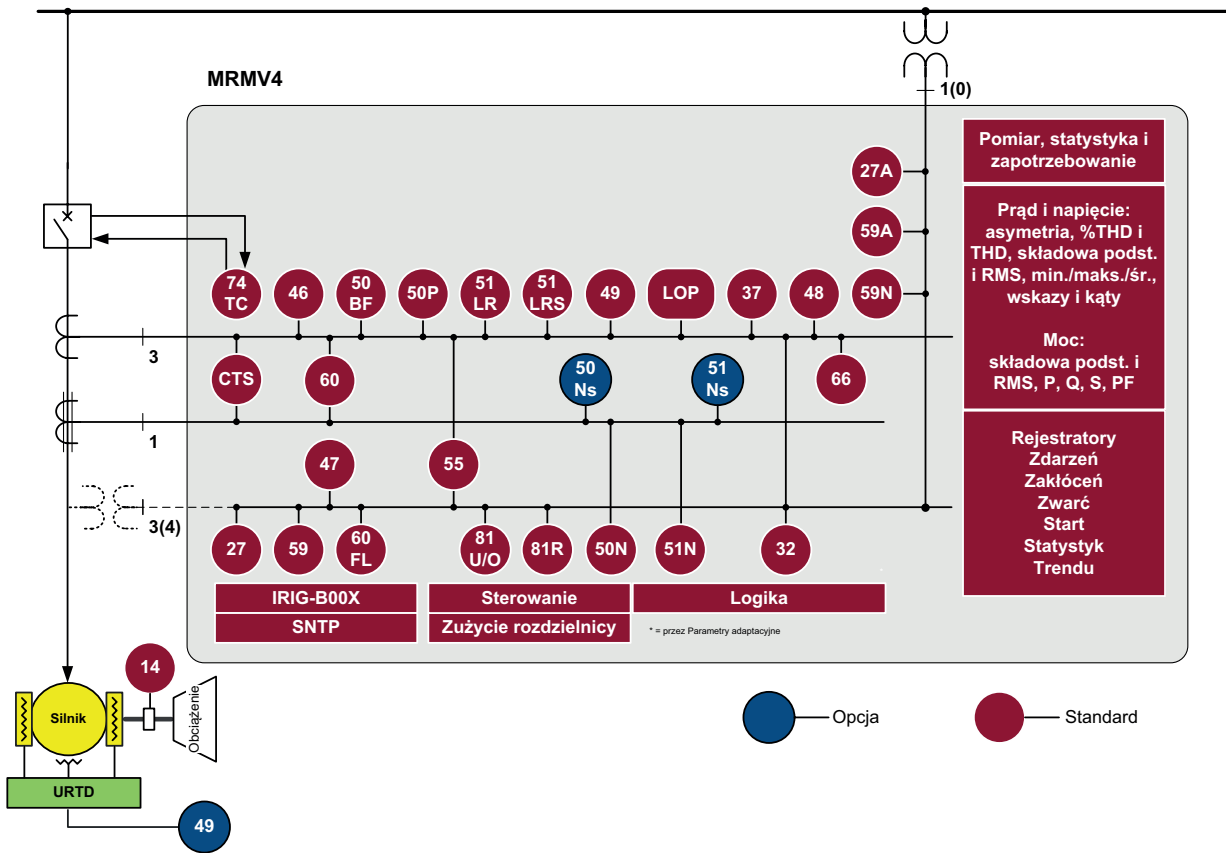 MRMV4
1(0)
27A
59A
59N
74
TC
46
50
BF
50P
51
LR
51
LRS
49
LOP
37
48
3
CTS
60
50
Ns
51
Ns
66
1
47
55
3(4)
27
59
60
FL
81
U/O
81R
50N
51N
32
IRIG-B00X
SNTP
Sterowanie
Zużycie rozdzielnicy
Logika
* = przez Parametry adaptacyjne
Pomiar, statystyka i
zapotrzebowanie
Prąd i napięcie:
asymetria, %THD i
THD, składowa podst.
i RMS, min./maks./śr.,
wskazy i kąty
Moc:
składowa podst. i
RMS, P, Q, S, PF
Rejestratory
Zdarzeń
Zakłóceń
Zwarć
Start
Statystyk
Trendu
14
Silnik
Obciążenie
URTD
49
Opcja
Standard